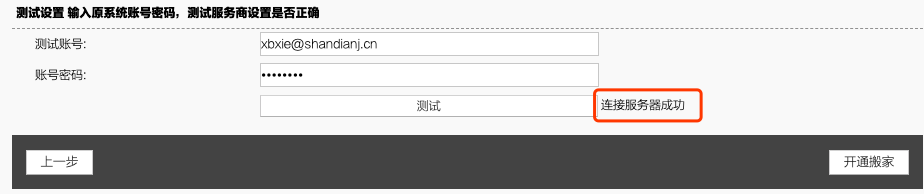 测试设置 输入原系统账号密码，测试服务商设置是否正确
测试账号: xbxie@shandianj.cn
账号密码: ••••••••
测试 连接服务器成功
上一步 开通搬家